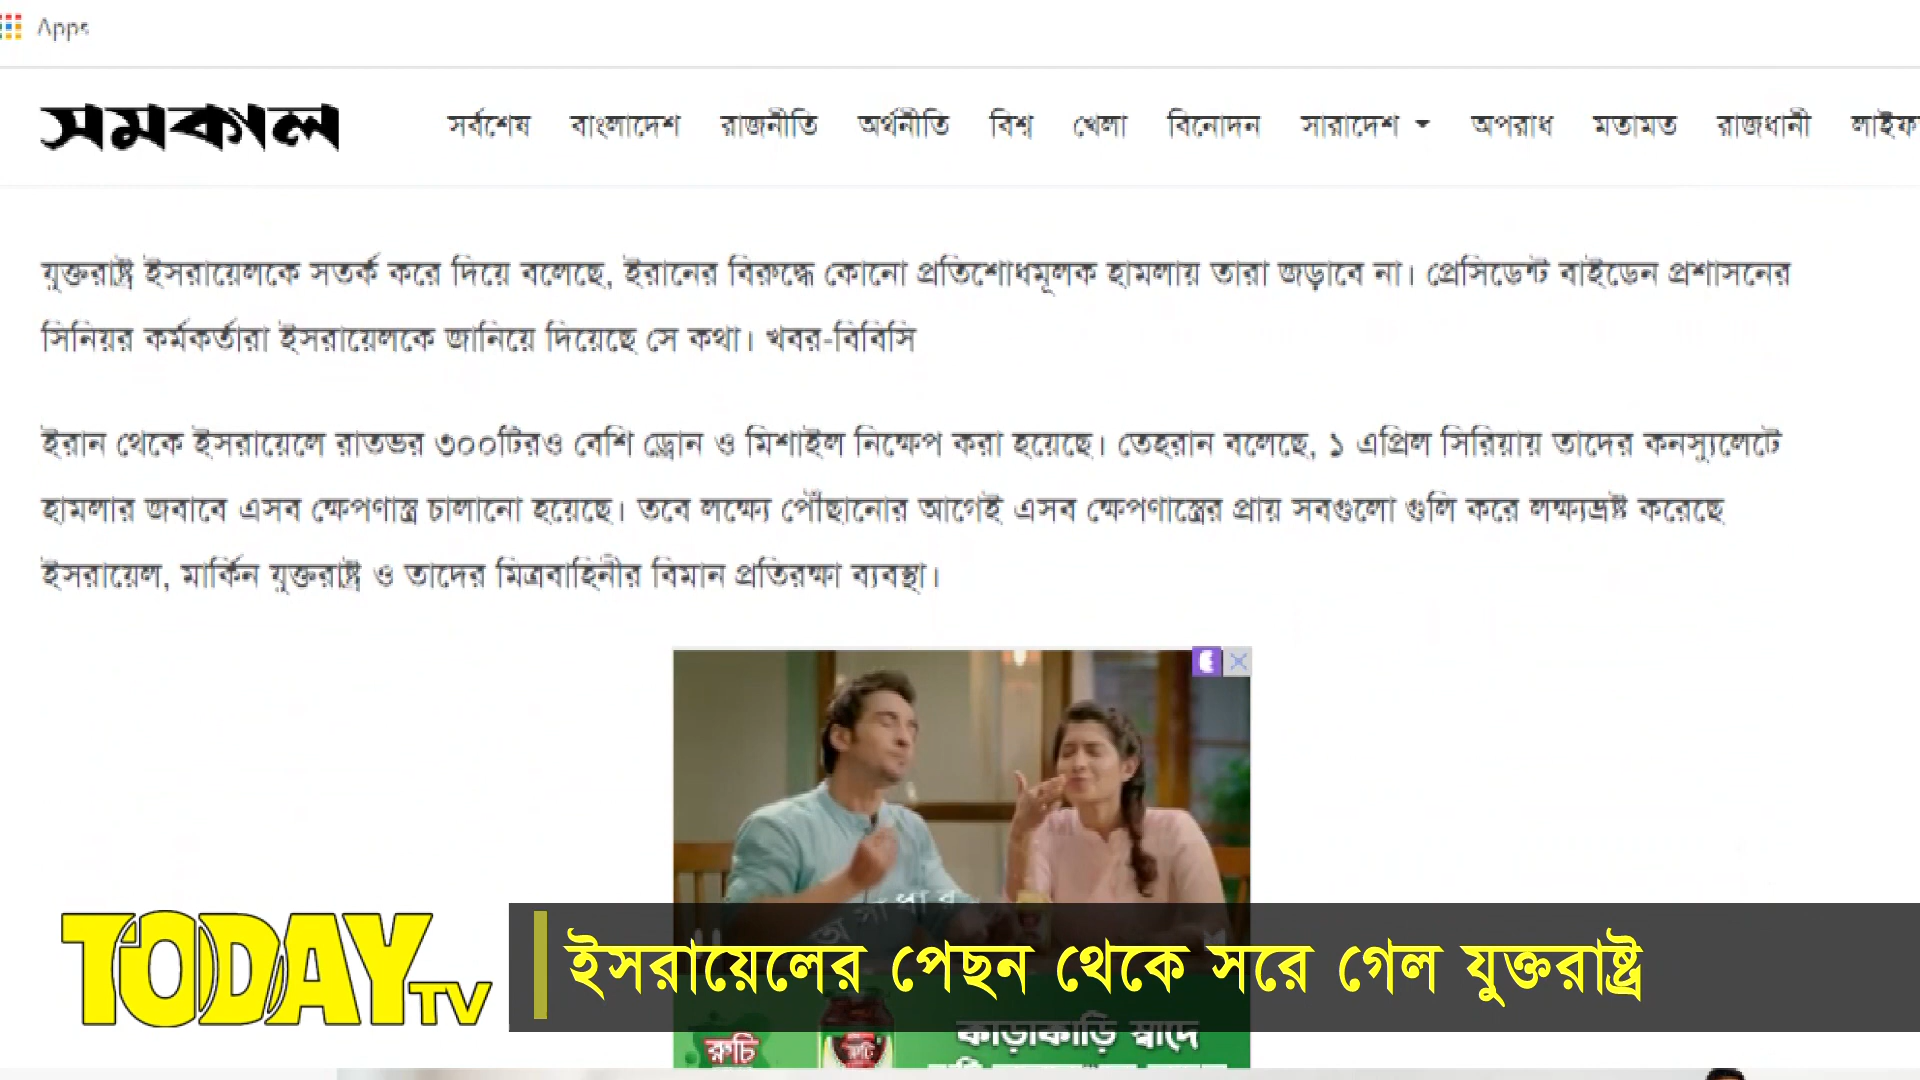 Apps
সমকাল
সর্বশেষ বাংলাদেশ রাজনীতি অর্থনীতি বিশ্ব খেলা বিনোদন সারাদেশ অপরাধ মতামত রাজধানী লাইফ
যুক্তরাষ্ট্র ইসরায়েলকে সতর্ক করে দিয়ে বলেছে, ইরানের বিরুদ্ধে কোনো প্রতিশোধমূলক হামলায় তারা জড়াবে না। প্রেসিডেন্ট বাইডেন প্রশাসনের
সিনিয়র কর্মকর্তারা ইসরায়েলকে জানিয়ে দিয়েছে সে কথা। খবর-বিবিসি
ইরান থেকে ইসরায়েলে রাতভর ৩০০টিরও বেশি ড্রোন ও মিশাইল নিক্ষেপ করা হয়েছে। তেহরান বলেছে, ১ এপ্রিল সিরিয়ায় তাদের কনস্যুলেটে
হামলার জবাবে এসব ক্ষেপণাস্ত্র চালানো হয়েছে। তবে লক্ষ্যে পৌঁছানোর আগেই এসব ক্ষেপণাস্ত্রের প্রায় সবগুলো গুলি করে লক্ষ্যভ্রষ্ট করেছে
ইসরায়েল, মার্কিন যুক্তরাষ্ট্র ও তাদের মিত্রবাহিনীর বিমান প্রতিরক্ষা ব্যবস্থা।
TODAY TV
ইসরায়েলের পেছন থেকে সরে গেল যুক্তরাষ্ট্র
রুচি রুচি কাড়াকাড়ি স্বাদে